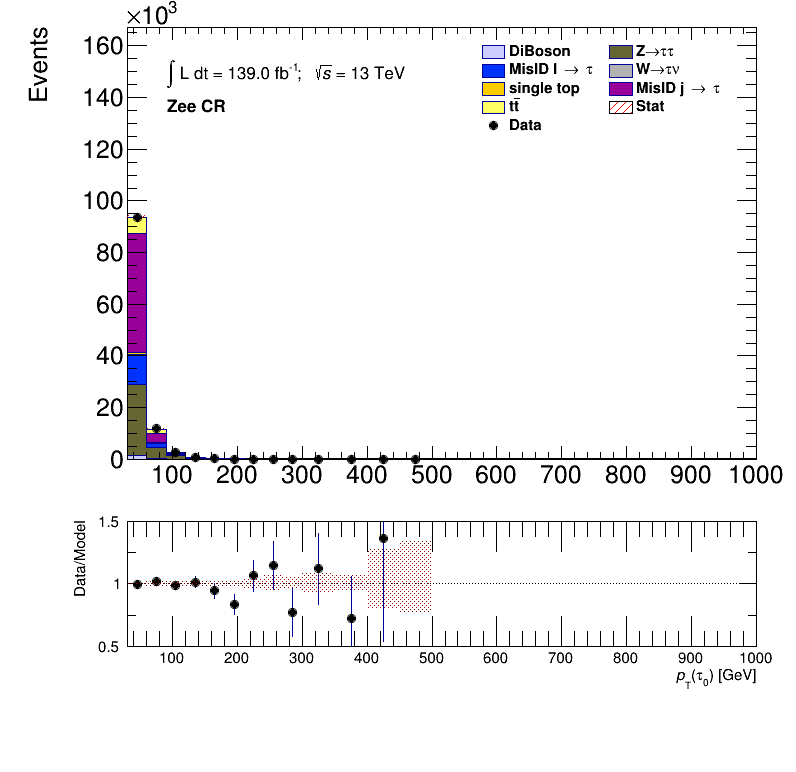 ×10³
Events
160
140
120
100
80
60
40
20
0
∫ L dt = 139.0 fb⁻¹; √s = 13 TeV
Zee CR
DiBoson
MisID l → τ
single top
tt̅
Data
Z→ττ
W→τν
MisID j → τ
Stat
100 200 300 400 500 600 700 800 900 1000
Data/Model
1.5
1
0.5
100 200 300 400 500 600 700 800 900 1000
p_T(τ₀) [GeV]